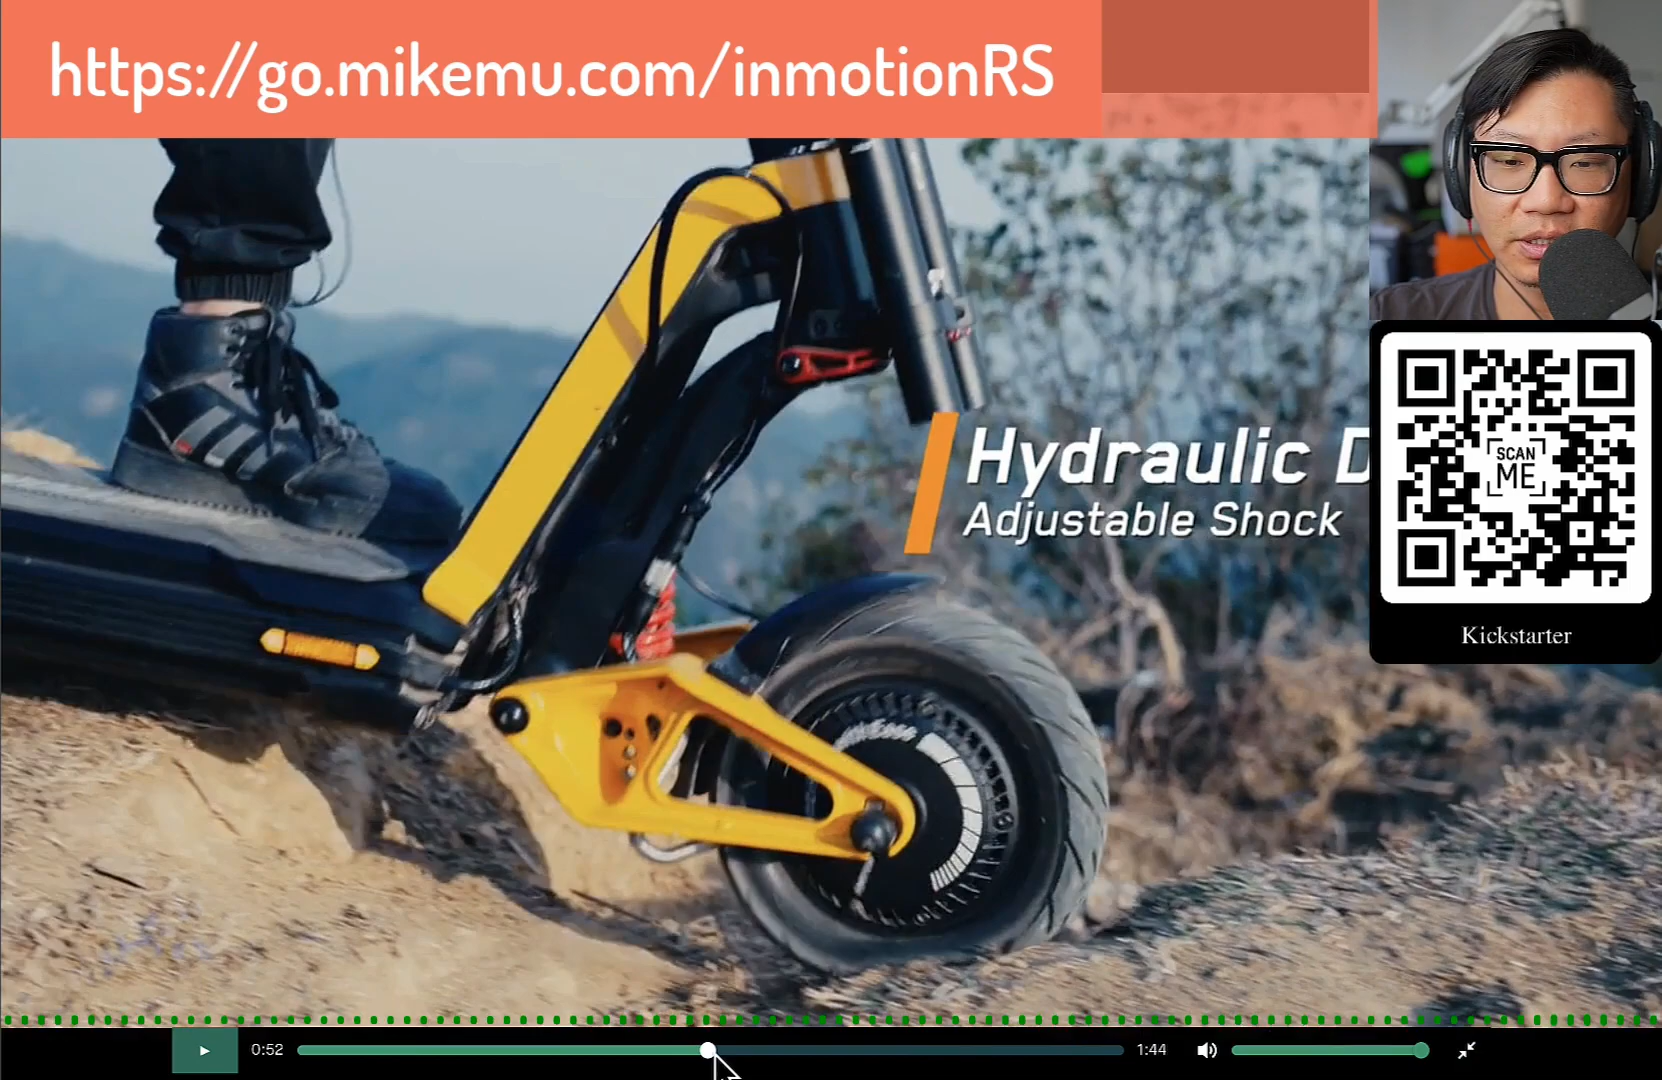 https://go.mikemu.com/inmotionRS
Hydraulic D
Adjustable Shock
SCAN
ME
Kickstarter
0:52
1:44